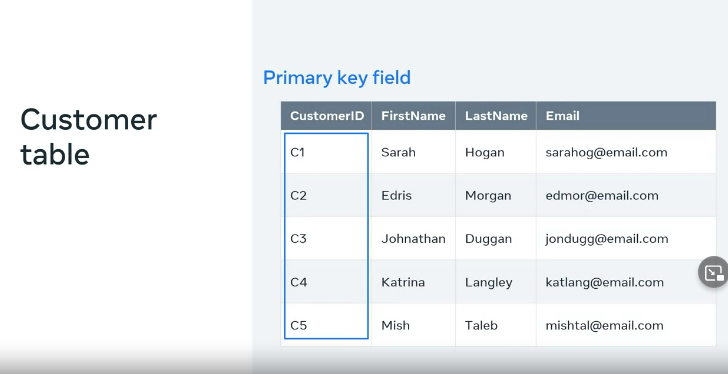 Customer
table
Primary key field
CustomerID FirstName LastName Email
C1 Sarah Hogan sarahog@email.com
C2 Edris Morgan edmor@email.com
C3 Johnathan Duggan jondugg@email.com
C4 Katrina Langley katlang@email.com
C5 Mish Taleb mishtal@email.com